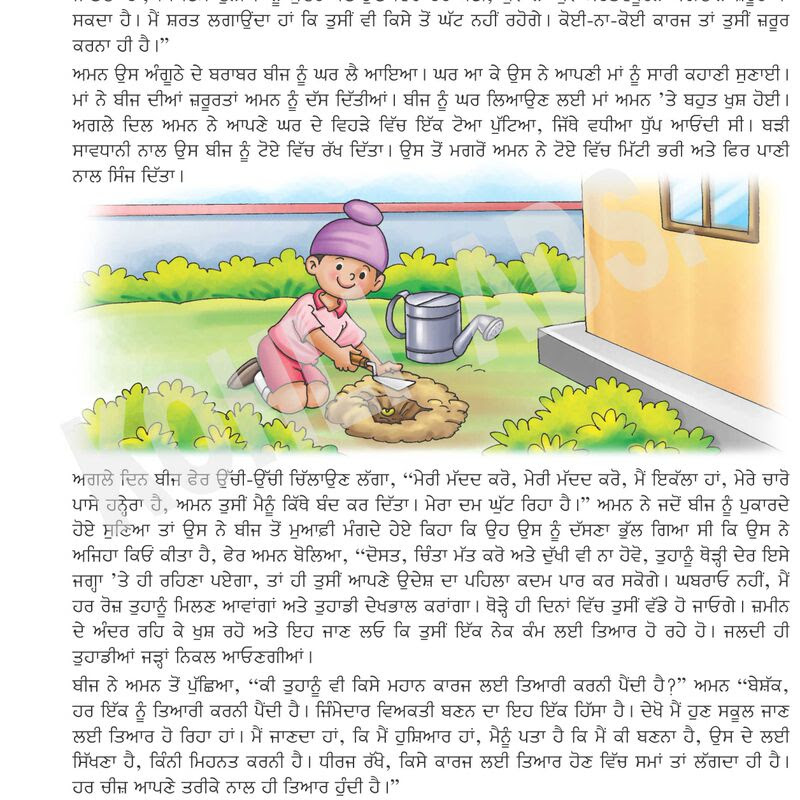 ਸਕਦਾ ਹੈ। ਮੈਂ ਸ਼ਰਤ ਲਗਾਉਂਦਾ ਹਾਂ ਕਿ ਤੁਸੀਂ ਵੀ ਕਿਸੇ ਤੋਂ ਘੱਟ ਨਹੀਂ ਰਹੋਗੇ। ਕੋਈ-ਨਾ-ਕੋਈ ਕਾਰਜ ਤਾਂ ਤੁਸੀਂ ਜ਼ਰੂਰ
ਕਰਨਾ ਹੀ ਹੈ।”
ਅਮਨ ਉਸ ਅੰਗੂਠੇ ਦੇ ਬਰਾਬਰ ਬੀਜ ਨੂੰ ਘਰ ਲੈ ਆਇਆ। ਘਰ ਆ ਕੇ ਉਸ ਨੇ ਆਪਣੀ ਮਾਂ ਨੂੰ ਸਾਰੀ ਕਹਾਣੀ ਸੁਣਾਈ।
ਮਾਂ ਨੇ ਬੀਜ ਦੀਆਂ ਜ਼ਰੂਰਤਾਂ ਅਮਨ ਨੂੰ ਦੱਸ ਦਿੱਤੀਆਂ। ਬੀਜ ਨੂੰ ਘਰ ਲਿਆਉਣ ਲਈ ਮਾਂ ਅਮਨ ’ਤੇ ਬਹੁਤ ਖੁਸ਼ ਹੋਈ।
ਅਗਲੇ ਦਿਲ ਅਮਨ ਨੇ ਆਪਣੇ ਘਰ ਦੇ ਵਿਹੜੇ ਵਿੱਚ ਇੱਕ ਟੋਆ ਪੁੱਟਿਆ, ਜਿੱਥੇ ਵਧੀਆ ਧੁੱਪ ਆਓਂਦੀ ਸੀ। ਬੜੀ
ਸਾਵਧਾਨੀ ਨਾਲ ਉਸ ਬੀਜ ਨੂੰ ਟੋਏ ਵਿੱਚ ਰੱਖ ਦਿੱਤਾ। ਉਸ ਤੋਂ ਮਗਰੋਂ ਅਮਨ ਨੇ ਟੋਏ ਵਿੱਚ ਮਿੱਟੀ ਭਰੀ ਅਤੇ ਫਿਰ ਪਾਣੀ
ਨਾਲ ਸਿੰਜ ਦਿੱਤਾ।
ਅਗਲੇ ਦਿਨ ਬੀਜ ਫੇਰ ਉੱਚੀ-ਉੱਚੀ ਚਿੱਲਾਉਣ ਲੱਗਾ, “ਮੇਰੀ ਮੱਦਦ ਕਰੋ, ਮੇਰੀ ਮੱਦਦ ਕਰੋ, ਮੈਂ ਇਕੱਲਾ ਹਾਂ, ਮੇਰੇ ਚਾਰੋ
ਪਾਸੇ ਹਨ੍ਹੇਰਾ ਹੈ, ਅਮਨ ਤੁਸੀਂ ਮੈਨੂੰ ਕਿੱਥੇ ਬੰਦ ਕਰ ਦਿੱਤਾ। ਮੇਰਾ ਦਮ ਘੁੱਟ ਰਿਹਾ ਹੈ।” ਅਮਨ ਨੇ ਜਦੋਂ ਬੀਜ ਨੂੰ ਪੁਕਾਰਦੇ
ਹੋਏ ਸੁਣਿਆ ਤਾਂ ਉਸ ਨੇ ਬੀਜ ਤੋਂ ਮੁਆਫ਼ੀ ਮੰਗਦੇ ਹੋਏ ਕਿਹਾ ਕਿ ਉਹ ਉਸ ਨੂੰ ਦੱਸਣਾ ਭੁੱਲ ਗਿਆ ਸੀ ਕਿ ਉਸ ਨੇ
ਅਜਿਹਾ ਕਿਓਂ ਕੀਤਾ ਹੈ, ਫੇਰ ਅਮਨ ਬੋਲਿਆ, “ਦੋਸਤ, ਚਿੰਤਾ ਮੱਤ ਕਰੋ ਅਤੇ ਦੁੱਖੀ ਵੀ ਨਾ ਹੋਵੋ, ਤੁਹਾਨੂੰ ਥੋੜ੍ਹੀ ਦੇਰ ਇਸੇ
ਜਗ੍ਹਾ ’ਤੇ ਹੀ ਰਹਿਣਾ ਪਏਗਾ, ਤਾਂ ਹੀ ਤੁਸੀਂ ਆਪਣੇ ਉਦੇਸ਼ ਦਾ ਪਹਿਲਾ ਕਦਮ ਪਾਰ ਕਰ ਸਕੋਗੇ। ਘਬਰਾਓ ਨਹੀਂ, ਮੈਂ
ਹਰ ਰੋਜ਼ ਤੁਹਾਨੂੰ ਮਿਲਣ ਆਵਾਂਗਾਂ ਅਤੇ ਤੁਹਾਡੀ ਦੇਖਭਾਲ ਕਰਾਂਗਾ। ਥੋੜ੍ਹੇ ਹੀ ਦਿਨਾਂ ਵਿੱਚ ਤੁਸੀਂ ਵੱਡੇ ਹੋ ਜਾਓਗੇ। ਜ਼ਮੀਨ
ਦੇ ਅੰਦਰ ਰਹਿ ਕੇ ਖੁਸ਼ ਰਹੋ ਅਤੇ ਇਹ ਜਾਣ ਲਓ ਕਿ ਤੁਸੀਂ ਇੱਕ ਨੇਕ ਕੰਮ ਲਈ ਤਿਆਰ ਹੋ ਰਹੇ ਹੋ। ਜਲਦੀ ਹੀ
ਤੁਹਾਡੀਆਂ ਜੜ੍ਹਾਂ ਨਿਕਲ ਆਓਣਗੀਆਂ।
ਬੀਜ ਨੇ ਅਮਨ ਤੋਂ ਪੁੱਛਿਆ, “ਕੀ ਤੁਹਾਨੂੰ ਵੀ ਕਿਸੇ ਮਹਾਨ ਕਾਰਜ ਲਈ ਤਿਆਰੀ ਕਰਨੀ ਪੈਂਦੀ ਹੈ?” ਅਮਨ “ਬੇਸ਼ੱਕ,
ਹਰ ਇੱਕ ਨੂੰ ਤਿਆਰੀ ਕਰਨੀ ਪੈਂਦੀ ਹੈ। ਜਿੰਮੇਦਾਰ ਵਿਅਕਤੀ ਬਣਨ ਦਾ ਇਹ ਇੱਕ ਹਿੱਸਾ ਹੈ। ਦੇਖੋ ਮੈਂ ਹੁਣ ਸਕੂਲ ਜਾਣ
ਲਈ ਤਿਆਰ ਹੋ ਰਿਹਾ ਹਾਂ। ਮੈਂ ਜਾਣਦਾ ਹਾਂ, ਕਿ ਮੈਂ ਹੁਸ਼ਿਆਰ ਹਾਂ, ਮੈਨੂੰ ਪਤਾ ਹੈ ਕਿ ਮੈਂ ਕੀ ਬਣਨਾ ਹੈ, ਉਸ ਦੇ ਲਈ
ਸਿੱਖਣਾ ਹੈ, ਕਿੰਨੀ ਮਿਹਨਤ ਕਰਨੀ ਹੈ। ਧੀਰਜ ਰੱਖੋ, ਕਿਸੇ ਕਾਰਜ ਲਈ ਤਿਆਰ ਹੋਣ ਵਿੱਚ ਸਮਾਂ ਤਾਂ ਲੱਗਦਾ ਹੀ ਹੈ।
ਹਰ ਚੀਜ਼ ਆਪਣੇ ਤਰੀਕੇ ਨਾਲ ਹੀ ਤਿਆਰ ਹੁੰਦੀ ਹੈ।”